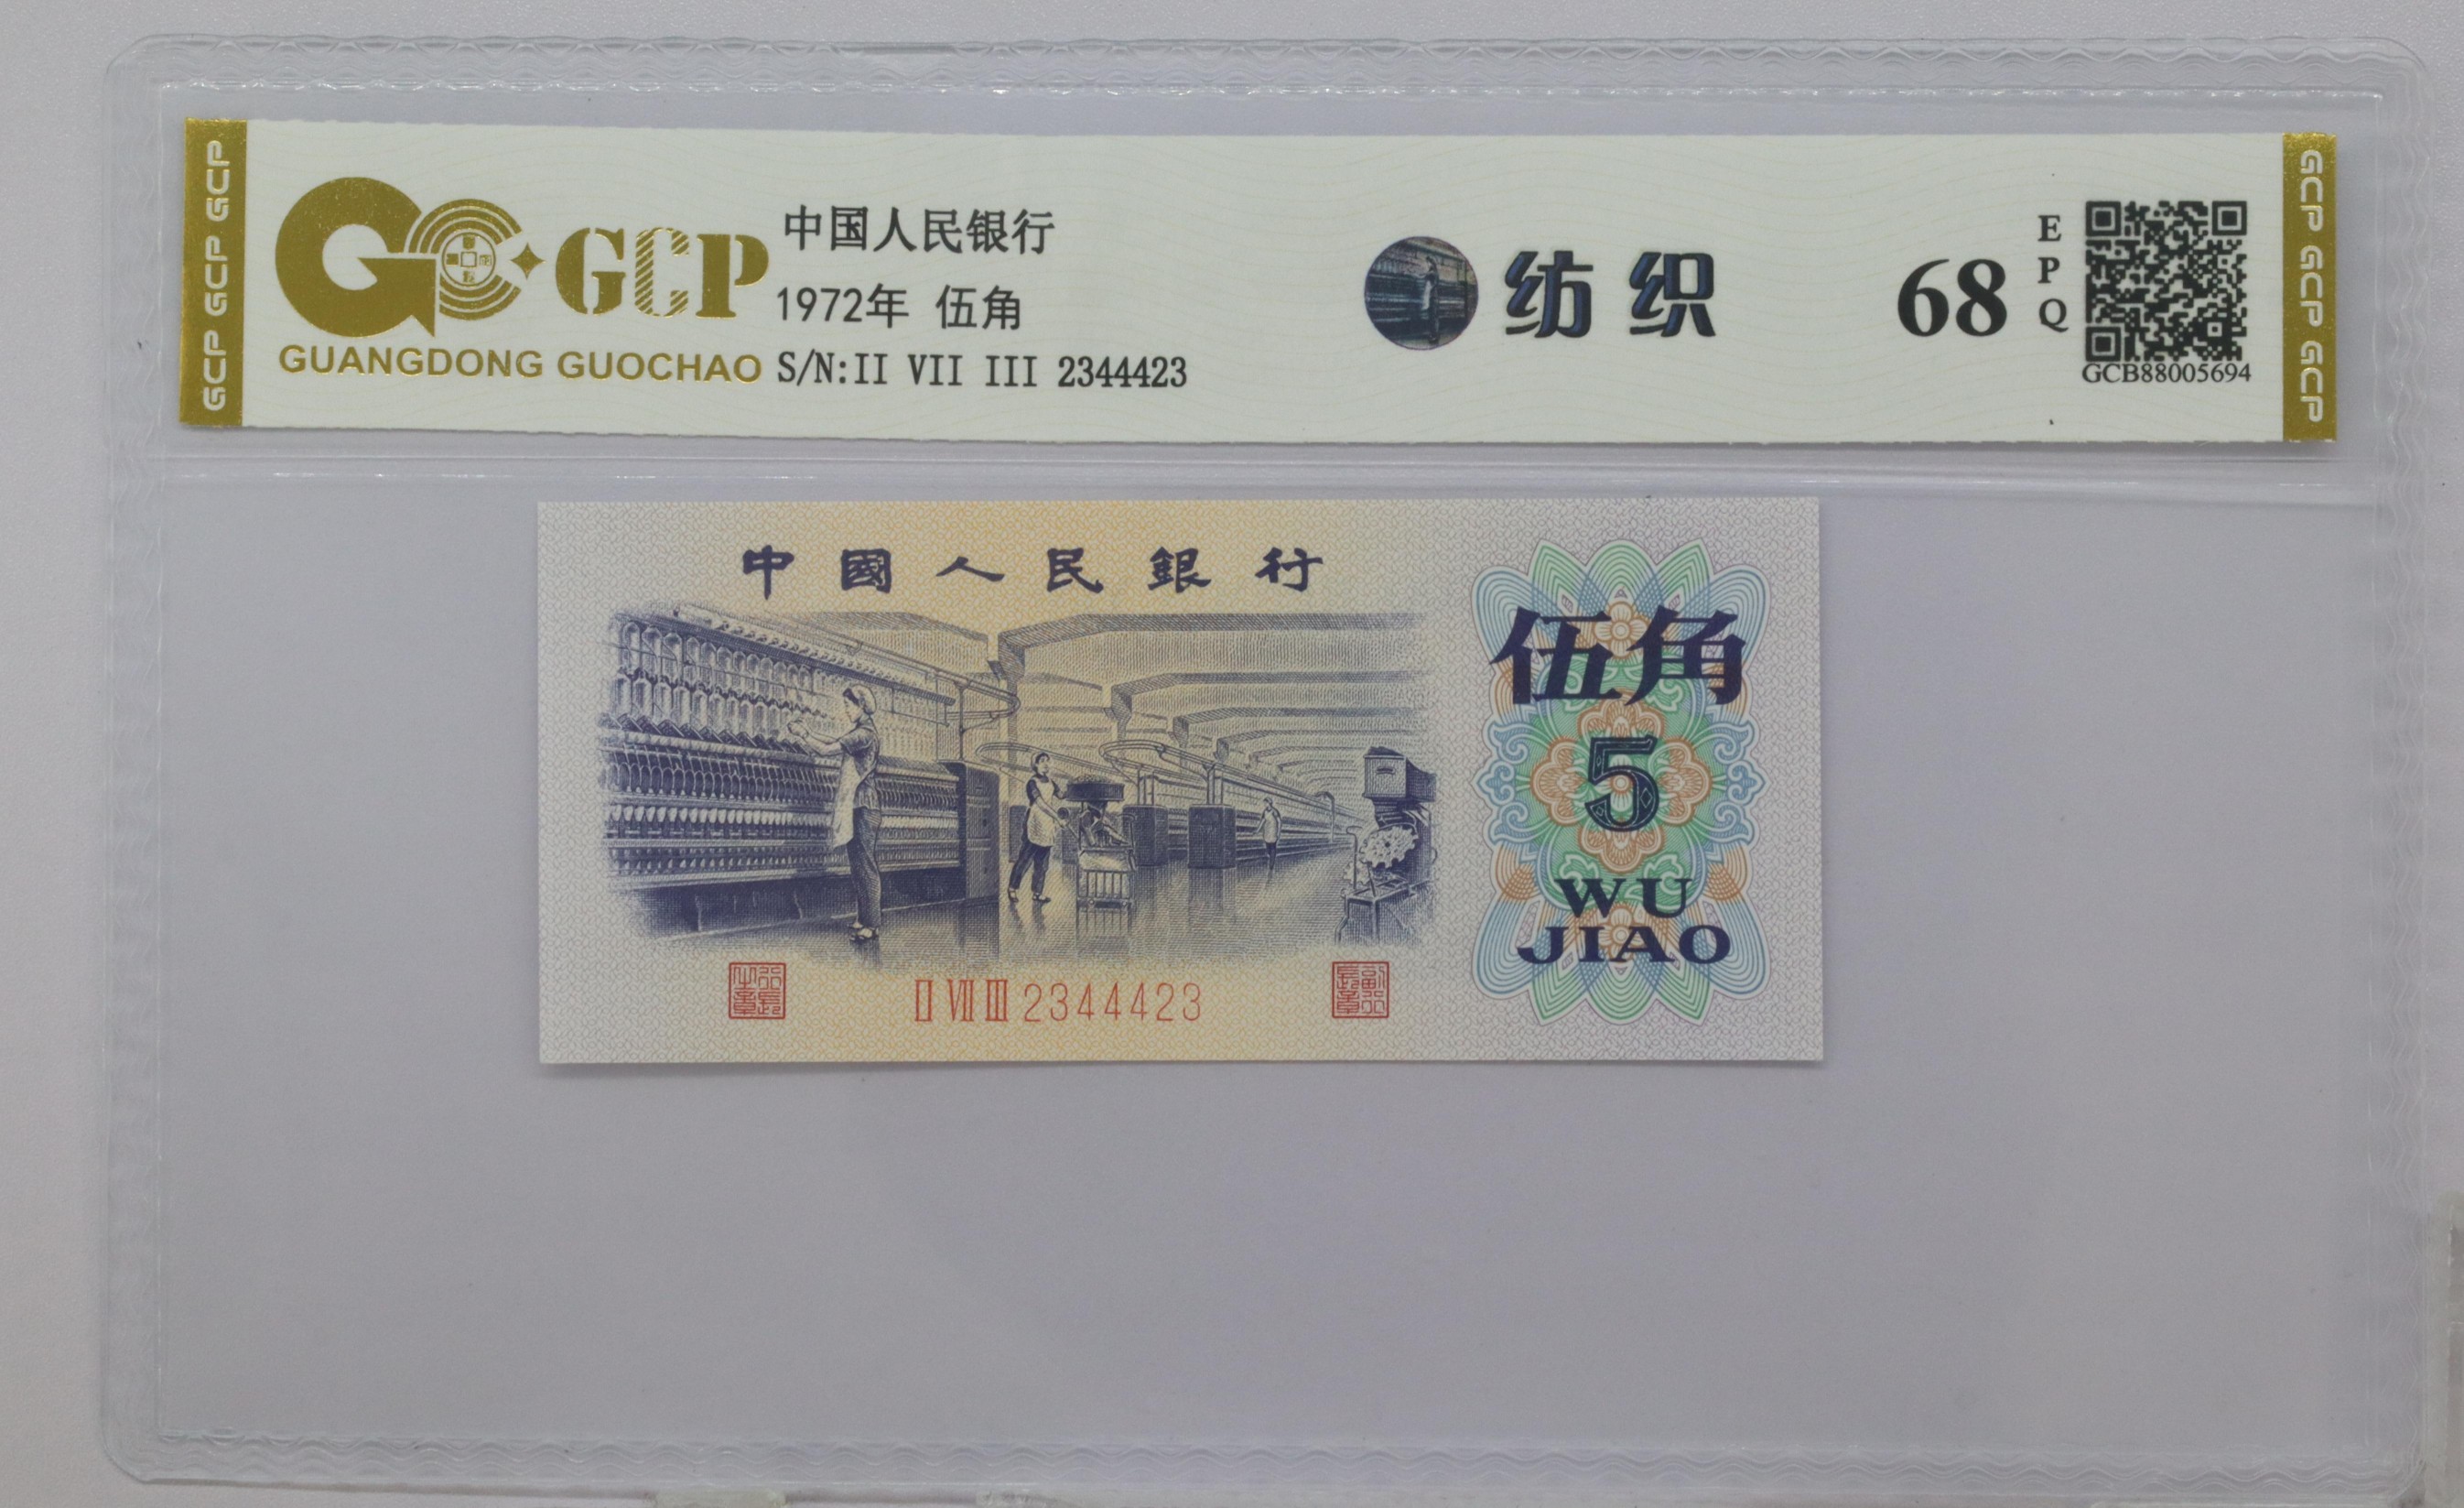 GCP GCP GCP
GCP
GUANGDONG GUOCHAO
中国人民银行
1972年 伍角
S/N:II VII III 2344423
纺织
68
EPQ
GCB88005694
GCP GCP GCP
中國人民銀行
伍角
5
WU
JIAO
II VII III 2344423